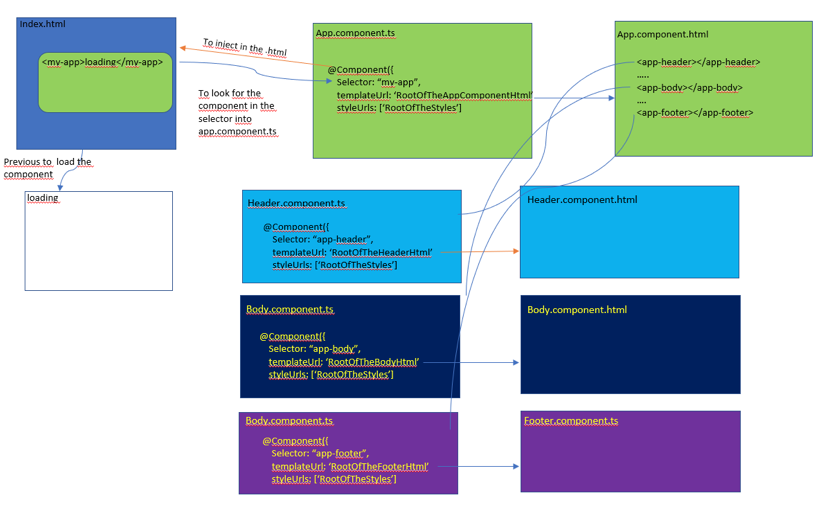 Index.html
<my-app>loading</my-app>
To inject in the .html
To look for the
component in the
selector into
app.component.ts
App.component.ts
@Component({
Selector: “my-app”,
templateUrl: ‘RootOfTheAppComponentHtml’
styleUrls: [‘RootOfTheStyles’]
App.component.html
<app-header></app-header>
…..
<app-body></app-body>
….
<app-footer></app-footer>
Previous to load the
component
loading
Header.component.ts
@Component({
Selector: “app-header”,
templateUrl: ‘RootOfTheHeaderHtml’
styleUrls: [‘RootOfTheStyles’]
Header.component.html
Body.component.ts
@Component({
Selector: “app-body”,
templateUrl: ‘RootOfTheBodyHtml’
styleUrls: [‘RootOfTheStyles’]
Body.component.html
Body.component.ts
@Component({
Selector: “app-footer”,
templateUrl: ‘RootOfTheFooterHtml’
styleUrls: [‘RootOfTheStyles’]
Footer.component.ts